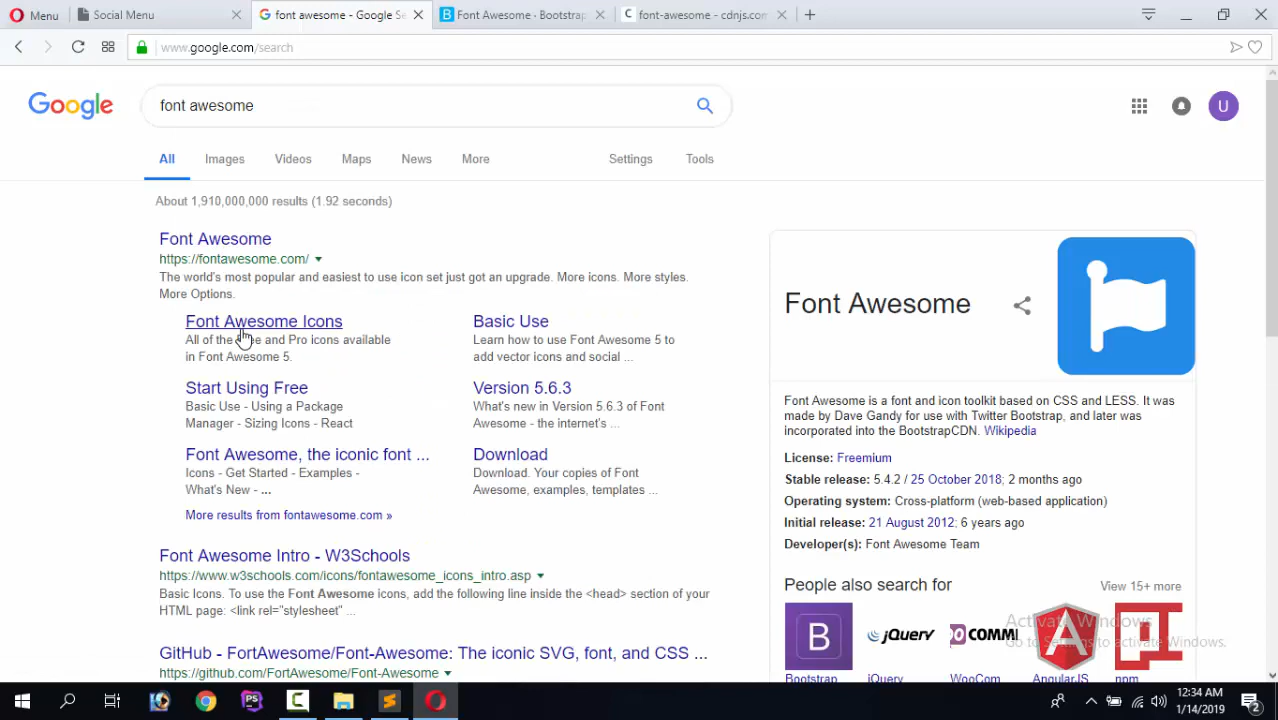 Menu
Social Menu
font awesome - Google Se
Font Awesome · Bootstrap
font-awesome - cdnjs.com
www.google.com/search
Google
font awesome
U
All
Images
Videos
Maps
News
More
Settings
Tools
About 1,910,000,000 results (1.92 seconds)
Font Awesome
https://fontawesome.com/
The world's most popular and easiest to use icon set just got an upgrade. More icons. More styles.
More Options.
Font Awesome Icons
All of the Free and Pro icons available
in Font Awesome 5.
Basic Use
Learn how to use Font Awesome 5 to
add vector icons and social ...
Start Using Free
Basic Use - Using a Package
Manager - Sizing Icons - React
Version 5.6.3
What's new in Version 5.6.3 of Font
Awesome - the internet's ...
Font Awesome, the iconic font ...
Icons - Get Started - Examples -
What's New - ...
Download
Download. Your copies of Font
Awesome, examples, templates ...
More results from fontawesome.com »
Font Awesome Intro - W3Schools
https://www.w3schools.com/icons/fontawesome_icons_intro.asp
Basic Icons. To use the Font Awesome icons, add the following line inside the <head> section of your
HTML page: <link rel="stylesheet" ...
GitHub - FortAwesome/Font-Awesome: The iconic SVG, font, and CSS ...
https://github.com/FortAwesome/Font-Awesome
Font Awesome
Font Awesome is a font and icon toolkit based on CSS and LESS. It was
made by Dave Gandy for use with Twitter Bootstrap, and later was
incorporated into the BootstrapCDN. Wikipedia
License: Freemium
Stable release: 5.4.2 / 25 October 2018; 2 months ago
Operating system: Cross-platform (web-based application)
Initial release: 21 August 2012; 6 years ago
Developer(s): Font Awesome Team
People also search for
View 15+ more
B
jQuery
COMM
Activate Windows
Go to Settings to activate Windows.
Bootstrap
jQuery
WooCom
AngularJS
npm
12:34 AM
1/14/2019
2